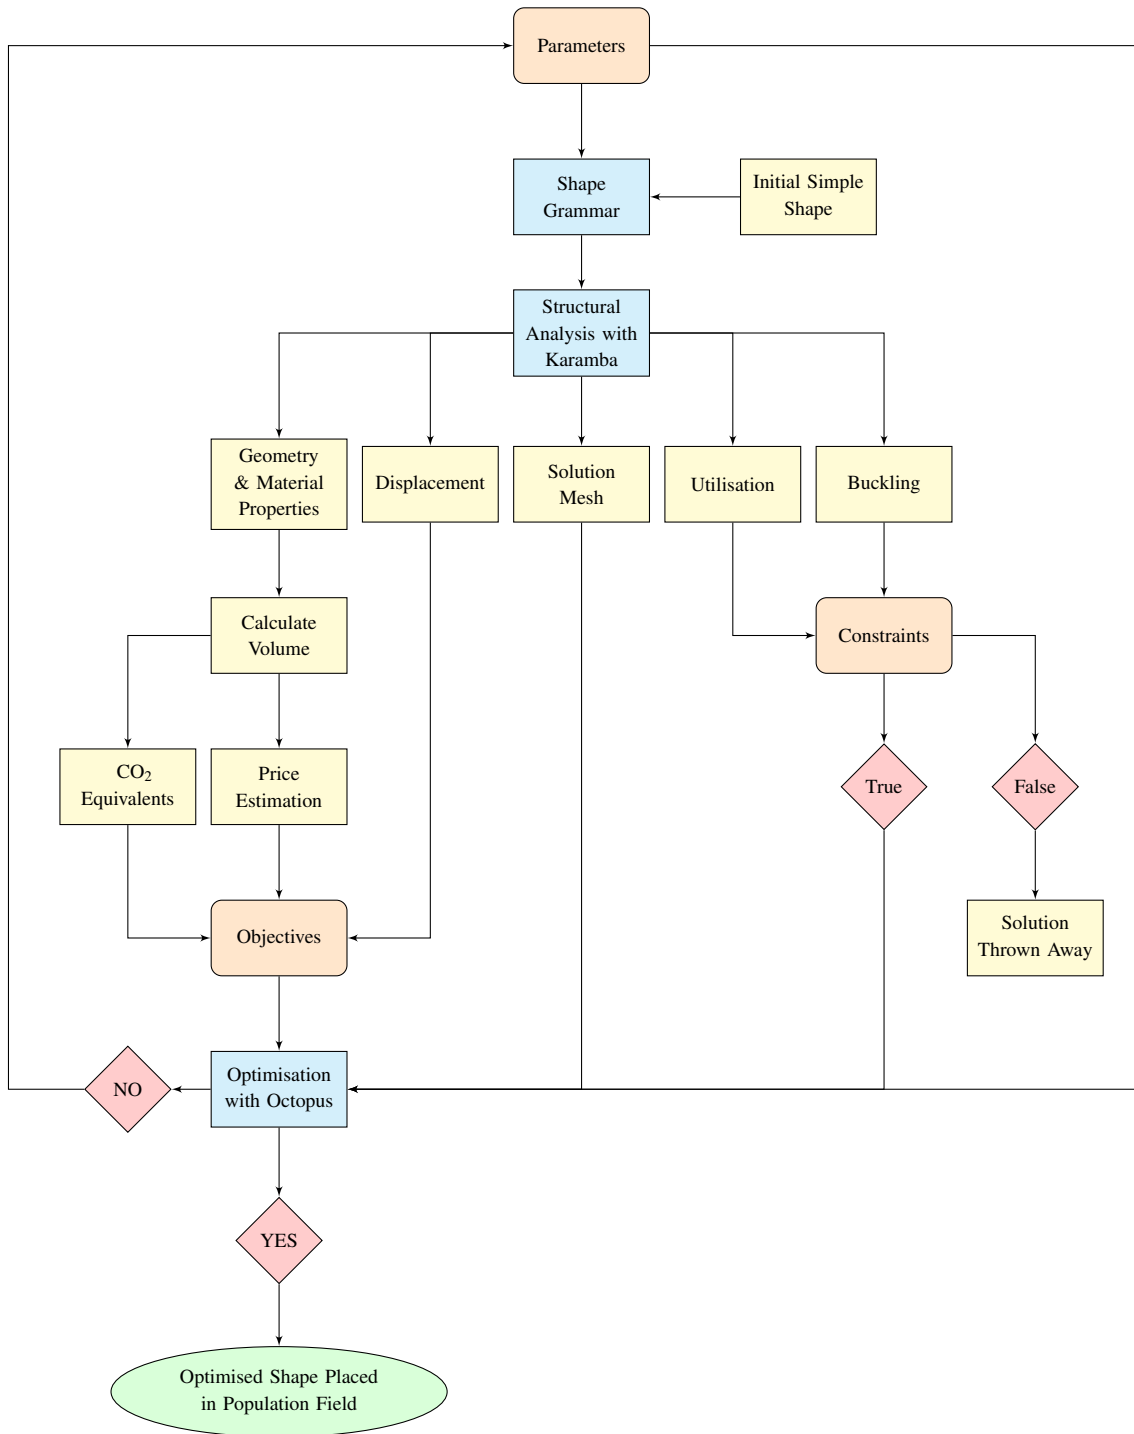 Parameters
Shape
Grammar
Initial Simple
Shape
Structural
Analysis with
Karamba
Geometry
& Material
Properties
Displacement
Solution
Mesh
Utilisation
Buckling
Calculate
Volume
Constraints
CO₂
Equivalents
Price
Estimation
True
False
Objectives
Solution
Thrown Away
NO
Optimisation
with Octopus
YES
Optimised Shape Placed
in Population Field